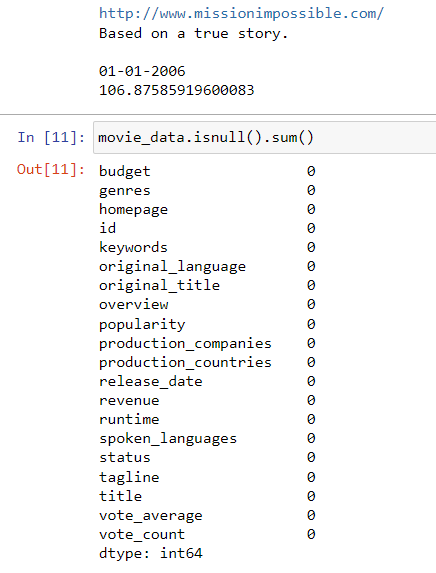 http://www.missionimpossible.com/
Based on a true story.
01-01-2006
106.87585919600083
In [11]: movie_data.isnull().sum()
Out[11]:
budget 0
genres 0
homepage 0
id 0
keywords 0
original_language 0
original_title 0
overview 0
popularity 0
production_companies 0
production_countries 0
release_date 0
revenue 0
runtime 0
spoken_languages 0
status 0
tagline 0
title 0
vote_average 0
vote_count 0
dtype: int64